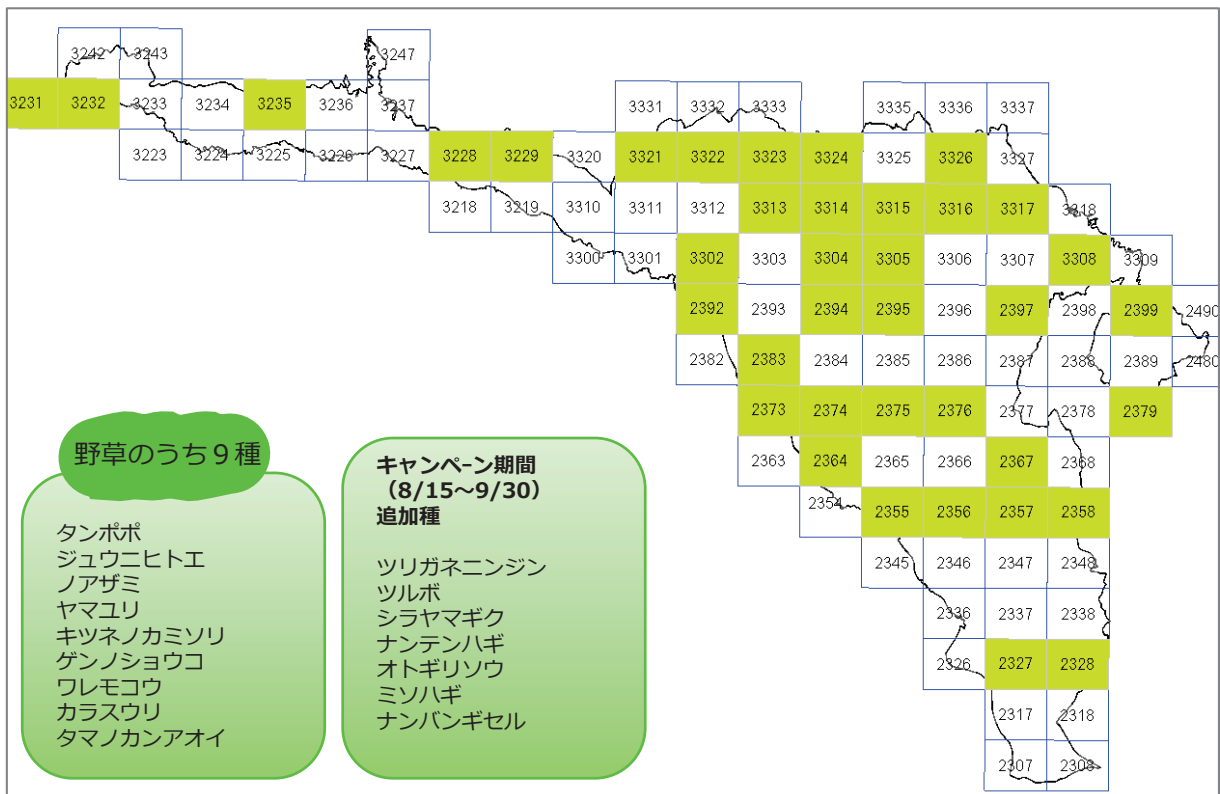 3242 3243 3247
3231 3232 3233 3234 3235 3236 3237 3331 3332 3333 3335 3336 3337
3223 3224 3225 3226 3227 3228 3229 3320 3321 3322 3323 3324 3325 3326 3327
3218 3219 3310 3311 3312 3313 3314 3315 3316 3317 3318
3300 3301 3302 3303 3304 3305 3306 3307 3308 3309
2392 2393 2394 2395 2396 2397 2398 2399 2490
2382 2383 2384 2385 2386 2387 2388 2389 2480
2373 2374 2375 2376 2377 2378 2379
2363 2364 2365 2366 2367 2368
2354 2355 2356 2357 2358
2345 2346 2347 2348
2336 2337 2338
2326 2327 2328
2317 2318
2307 2308
野草のうち９種
タンポポ
ジュウニヒトエ
ノアザミ
ヤマユリ
キツネノカミソリ
ゲンノショウコ
ワレモコウ
カラスウリ
タマノカンアオイ
キャンペーン期間
（8/15～9/30）
追加種
ツリガネニンジン
ツルボ
シラヤマギク
ナンテンハギ
オトギリソウ
ミソハギ
ナンバンギセル